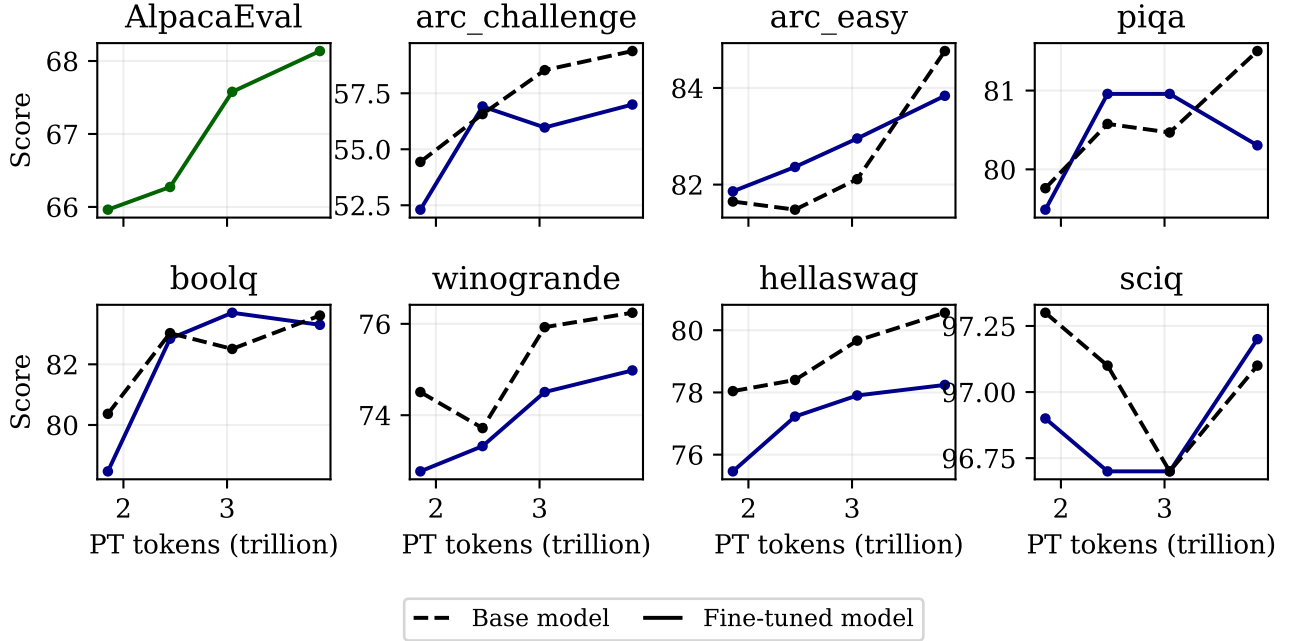 AlpacaEval arc_challenge arc_easy piqa
68
67
66
Score
57.5
55.0
52.5
84
82
81
80
boolq winogrande hellaswag sciq
82
80
Score
2 3
PT tokens (trillion)
76
74
2 3
PT tokens (trillion)
80
78
76
2 3
PT tokens (trillion)
97.25
97.00
96.75
2 3
PT tokens (trillion)
Base model Fine-tuned model